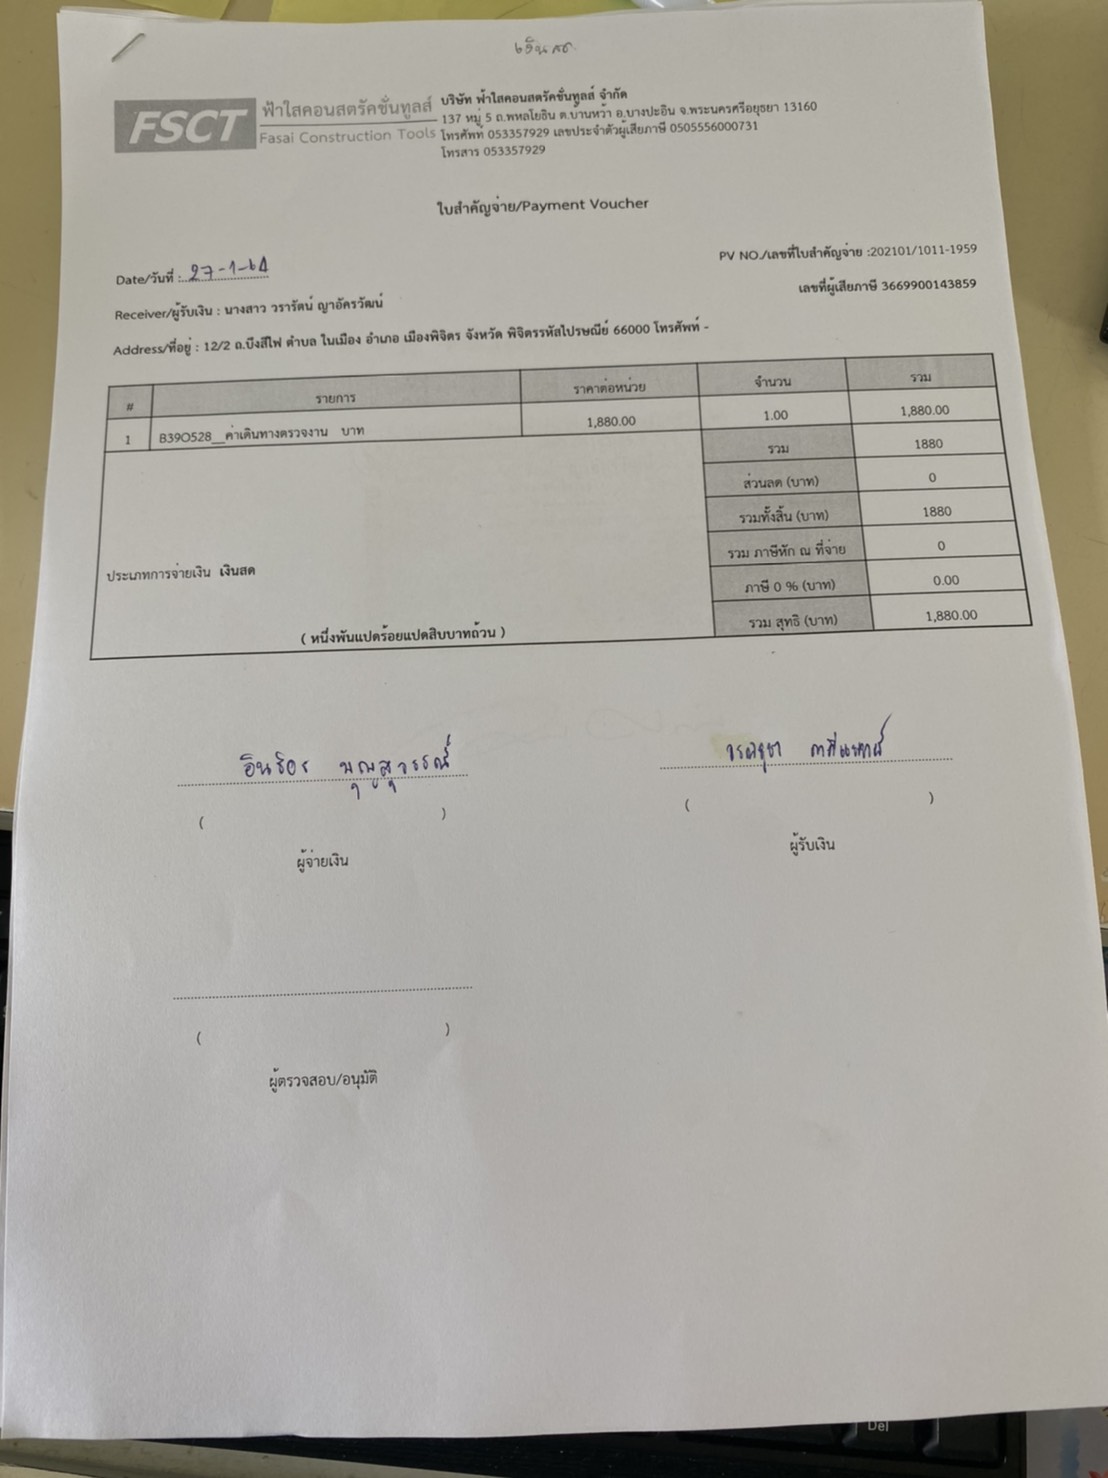 เงินสด
FSCT
ฟ้าใสคอนสตรัคชั่นทูลส์
Fasai Construction Tools
บริษัท ฟ้าใสคอนสตรัคชั่นทูลส์ จำกัด
137 หมู่ 5 ถ.พหลโยธิน ต.บ้านหว้า อ.บางปะอิน จ.พระนครศรีอยุธยา 13160
โทรศัพท์ 053357929 เลขประจำตัวผู้เสียภาษี 0505556000731
โทรสาร 053357929
ใบสำคัญจ่าย/Payment Voucher
PV NO./เลขที่ใบสำคัญจ่าย :202101/1011-1959
Date/วันที่ : 27-1-64
เลขที่ผู้เสียภาษี 3669900143859
Receiver/ผู้รับเงิน : นางสาว วรารัตน์ ญาอัครวัฒน์
Address/ที่อยู่ : 12/2 ถ.บึงสีไฟ ตำบล ในเมือง อำเภอ เมืองพิจิตร จังหวัด พิจิตรรหัสไปรษณีย์ 66000 โทรศัพท์ -
# รายการ ราคาต่อหน่วย จำนวน รวม
1 B39O528__ค่าเดินทางตรวจงาน บาท 1,880.00 1.00 1,880.00
รวม 1880
ส่วนลด (บาท) 0
รวมทั้งสิ้น (บาท) 1880
รวม ภาษีหัก ณ ที่จ่าย 0
ประเภทการจ่ายเงิน เงินสด
ภาษี 0 % (บาท) 0.00
( หนึ่งพันแปดร้อยแปดสิบบาทถ้วน )
รวม สุทธิ (บาท) 1,880.00
อินธิอร บุญสุวรรณ์
( )
( )
ผู้จ่ายเงิน
ผู้รับเงิน
( )
ผู้ตรวจสอบ/อนุมัติ
Del